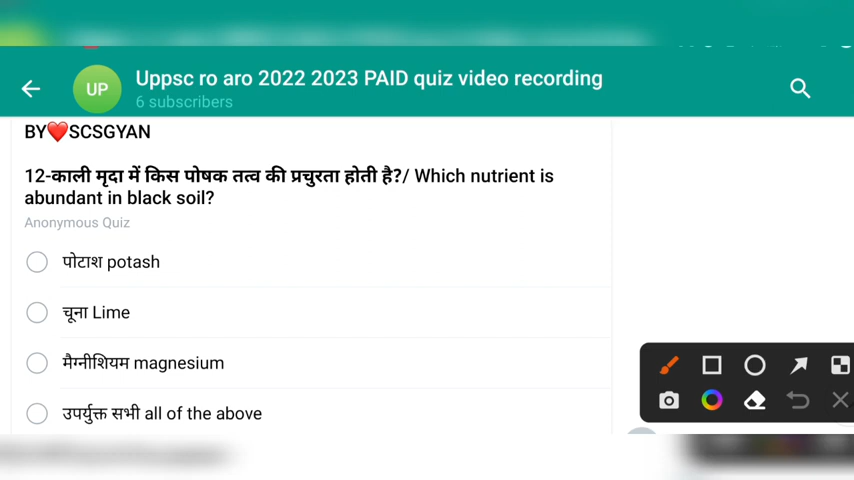 UP
Uppsc ro aro 2022 2023 PAID quiz video recording
6 subscribers
BY❤️SCSGYAN
12-काली मृदा में किस पोषक तत्व की प्रचुरता होती है?/ Which nutrient is
abundant in black soil?
Anonymous Quiz
पोटाश potash
चूना Lime
मैग्नीशियम magnesium
उपर्युक्त सभी all of the above